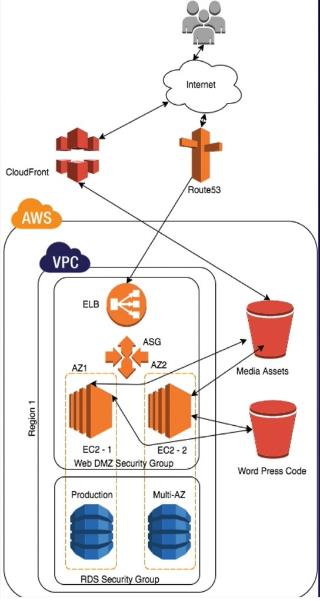 Internet
CloudFront
Route53
AWS
VPC
ELB
ASG
AZ1
AZ2
Media Assets
Region 1
EC2 - 1
EC2 - 2
Web DMZ Security Group
Word Press Code
Production
Multi-AZ
RDS Security Group